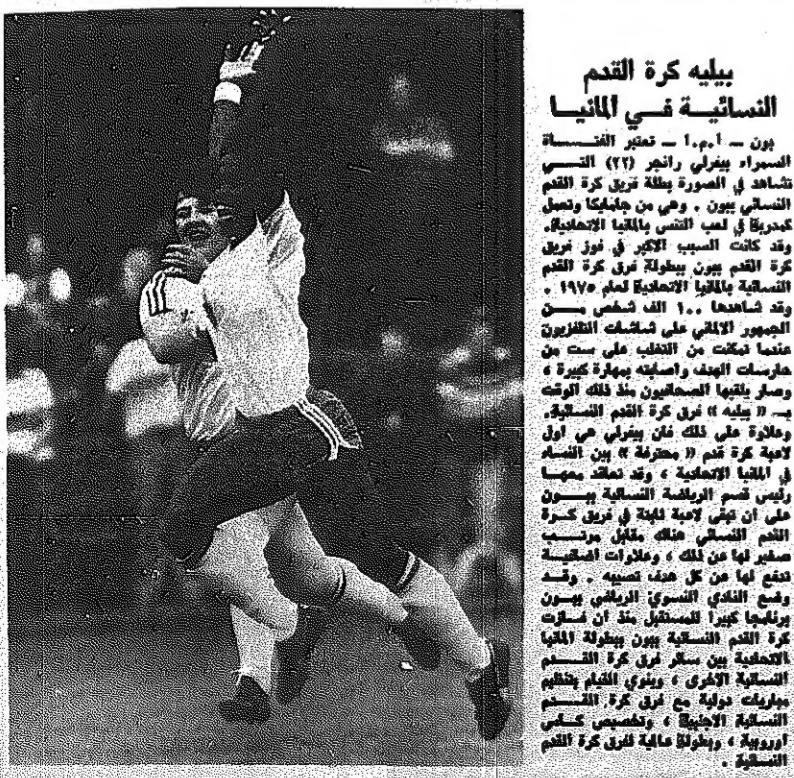 بيليه كرة القدم
النسائية في المانيا
بون — أ.م.أ — تعتبر الفتاة
السمراء بيفرلي رانجر (٢٢) التي
تشاهد في الصورة بطلة فريق كرة القدم
النسائي ببون . وهي من جامايكا وتعمل
كمدربة في لعب التنس بالمانيا الاتحادية.
وقد كانت السبب الاكبر في فوز فريق
كرة القدم ببون ببطولة فرق كرة القدم
النسائية بالمانيا الاتحادية لعام ١٩٧٥ .
وقد شاهدها ١٠٠ الف شخص من
الجمهور الالماني على شاشات التلفزيون
عندما تمكنت من التغلب على ست من
حارسات الهدف واصابته بمهارة كبيرة ،
وصار يلقبها الصحافيون منذ ذلك الوقت
بـ « بيليه » فرق كرة القدم النسائية.
وعلاوة على ذلك فان بيفرلي هي اول
لاعبة كرة قدم « محترفة » بين النساء
في المانيا الاتحادية ، وقد تعاقد معها
رئيس قسم الرياضة النسائية ببون
على ان تبقى لاعبة ثابتة في فريق كرة
القدم النسائي هناك مقابل مرتب
صغير لها عن ذلك ، وعلاوات اضافية
تدفع لها عن كل هدف تصيبه . وقد
وضع النادي النسوي الرياضي ببون
برنامجا كبيرا للمستقبل منذ ان فازت
كرة القدم النسائية ببون ببطولة المانيا
الاتحادية بين سائر فرق كرة القدم
النسائية الاخرى ، وينوي القيام بتنظيم
مباريات دولية مع فرق كرة القدم
النسائية الاجنبية ، وتخصيص كأس
اوروبية ، وبطولة عالية لفرق كرة القدم
النسائية .